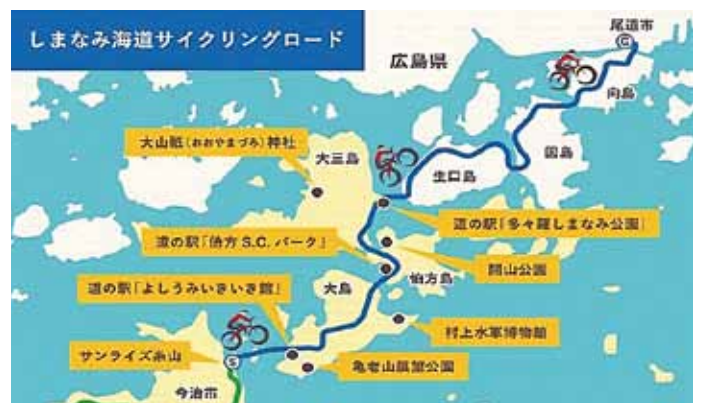 しまなみ海道サイクリングロード
尾道市
G
広島県
向島
大山祇(おおやまづみ)神社
大三島
因島
生口島
道の駅「多々羅しまなみ公園」
道の駅「伯方S.C.パーク」
開山公園
伯方島
大島
道の駅「よしうみいきいき館」
村上水軍博物館
サンライズ糸山
S
亀老山展望公園
今治市